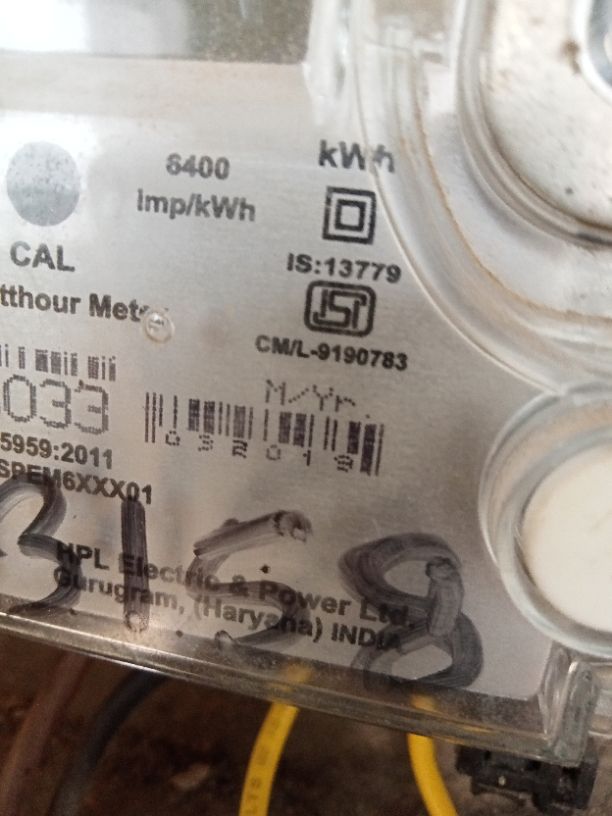 6400
imp/kWh
kWh
CAL
IS:13779
tthour Met
CM/L-9190783
M/Yr.
033
032019
5959:2011
SPEM6XXX01
3158
HPL Electric & Power Ltd.
Gurugram, (Haryana) INDIA